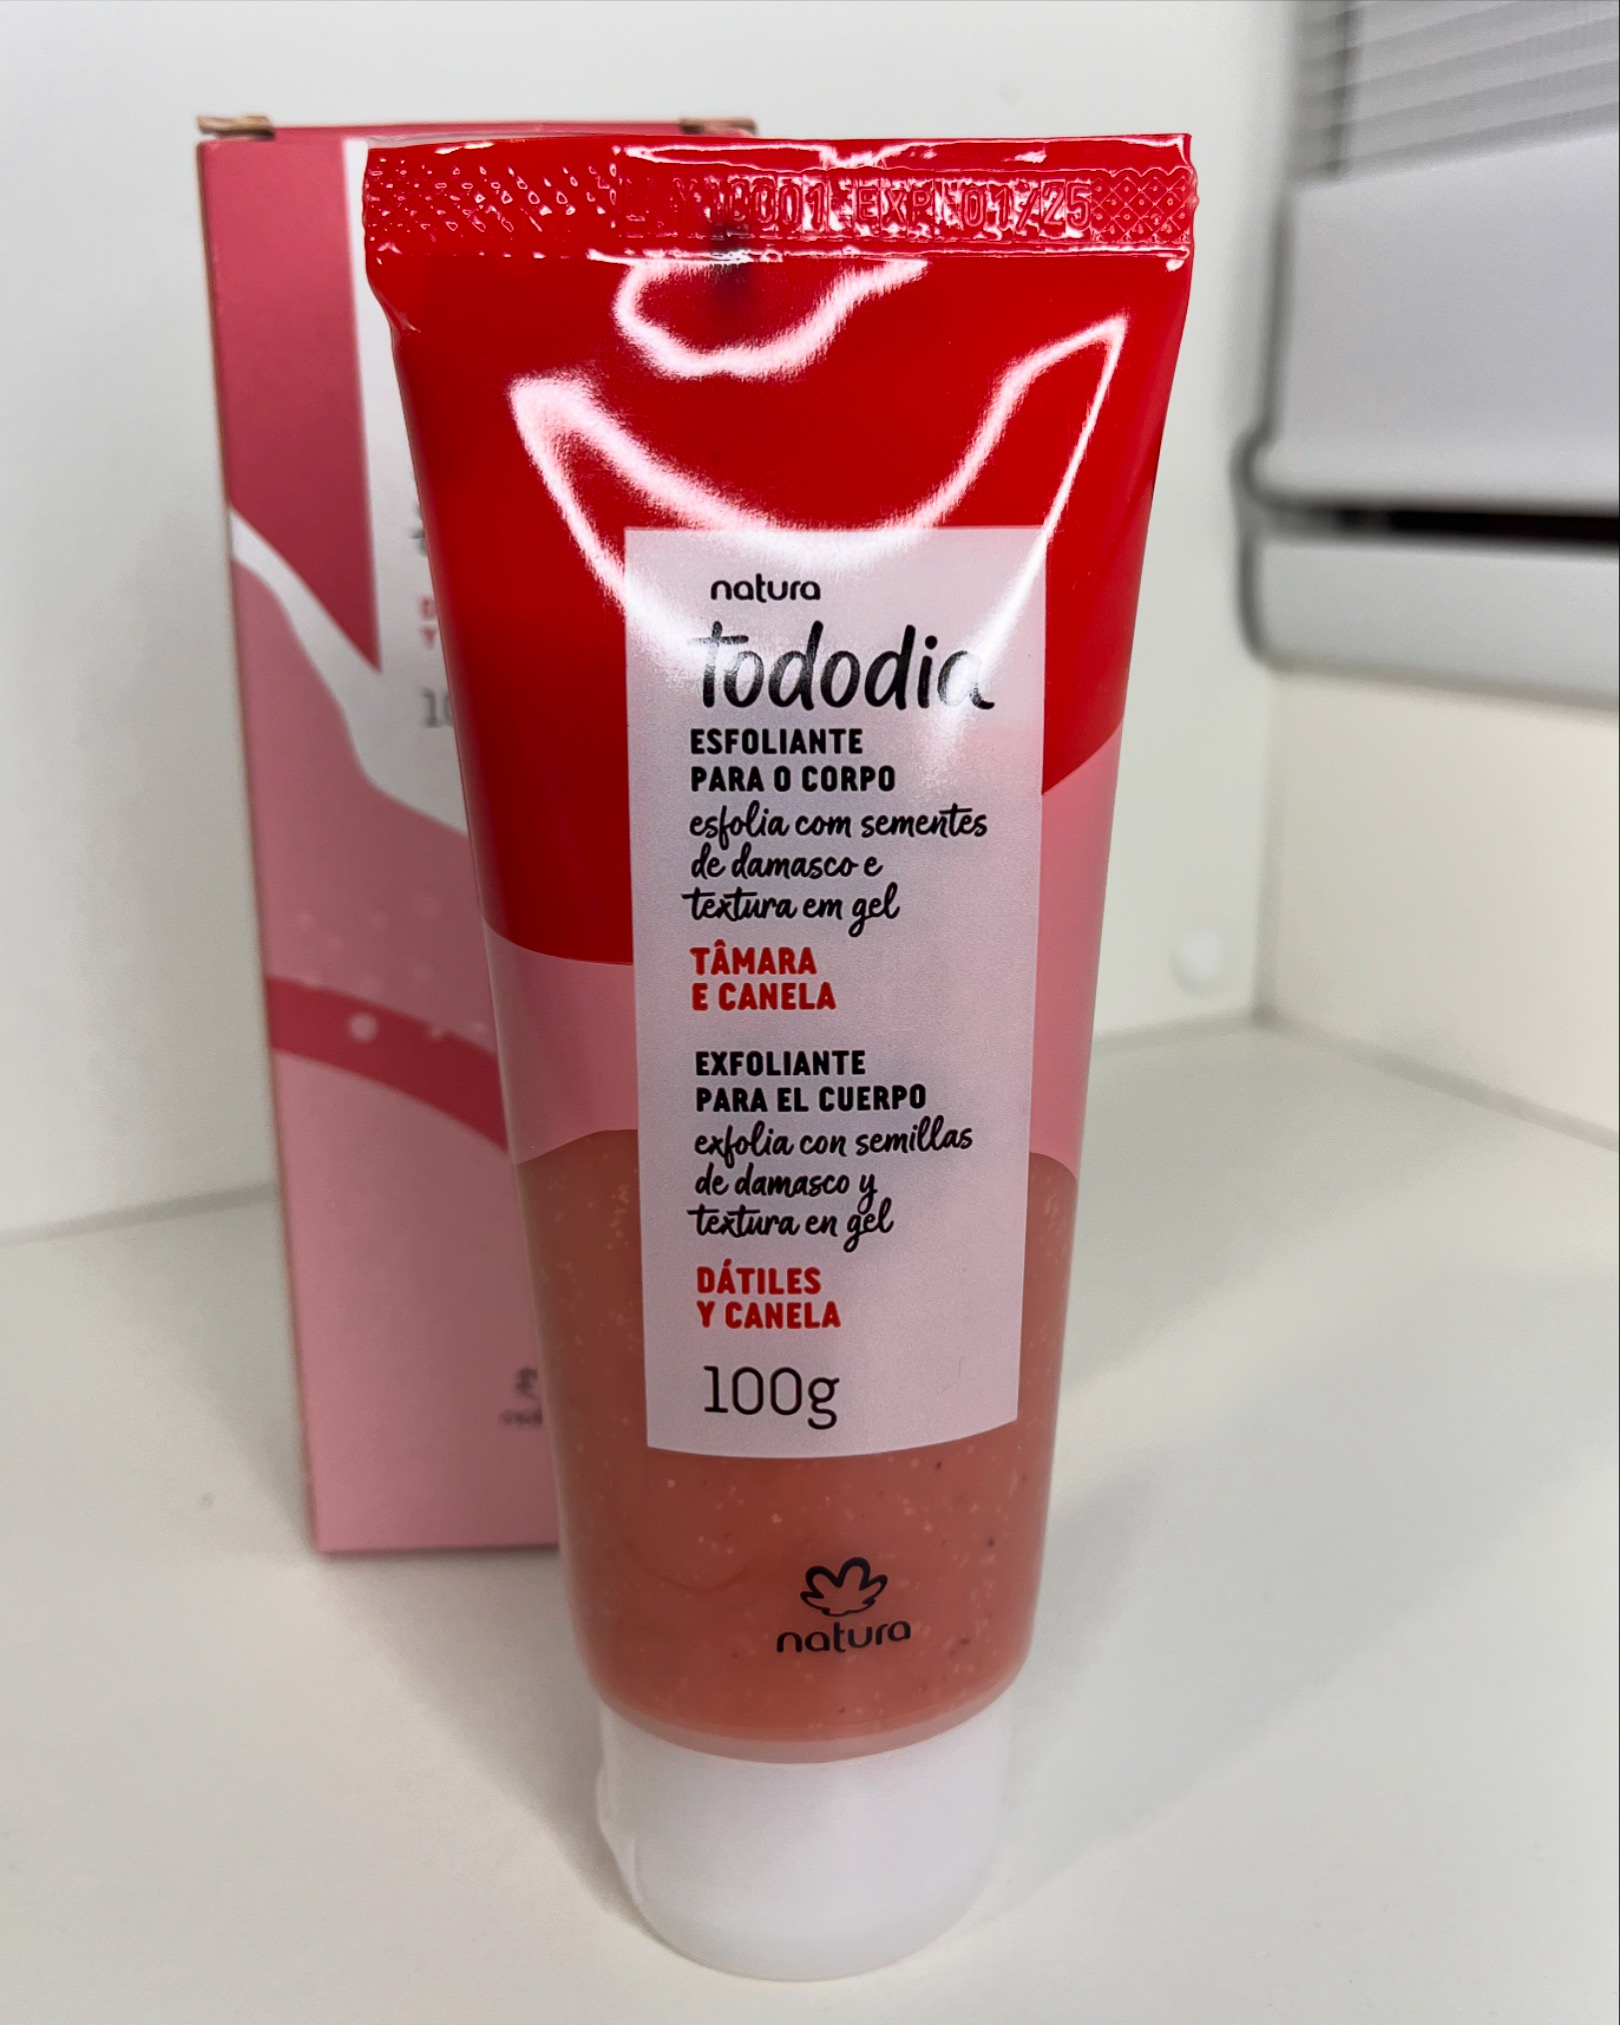 EXP 01/25
natura
tododia
ESFOLIANTE
PARA O CORPO
esfolia com sementes
de damasco e
textura em gel
TÂMARA
E CANELA
EXFOLIANTE
PARA EL CUERPO
exfolia con semillas
de damasco y
textura en gel
DÁTILES
Y CANELA
100g
natura